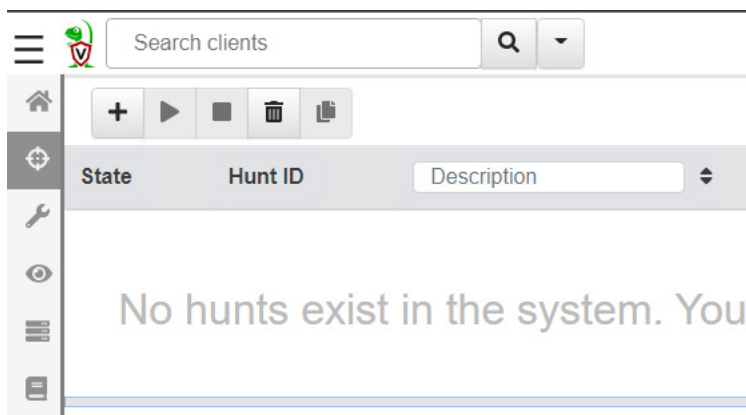 Search clients
State Hunt ID Description
No hunts exist in the system. You